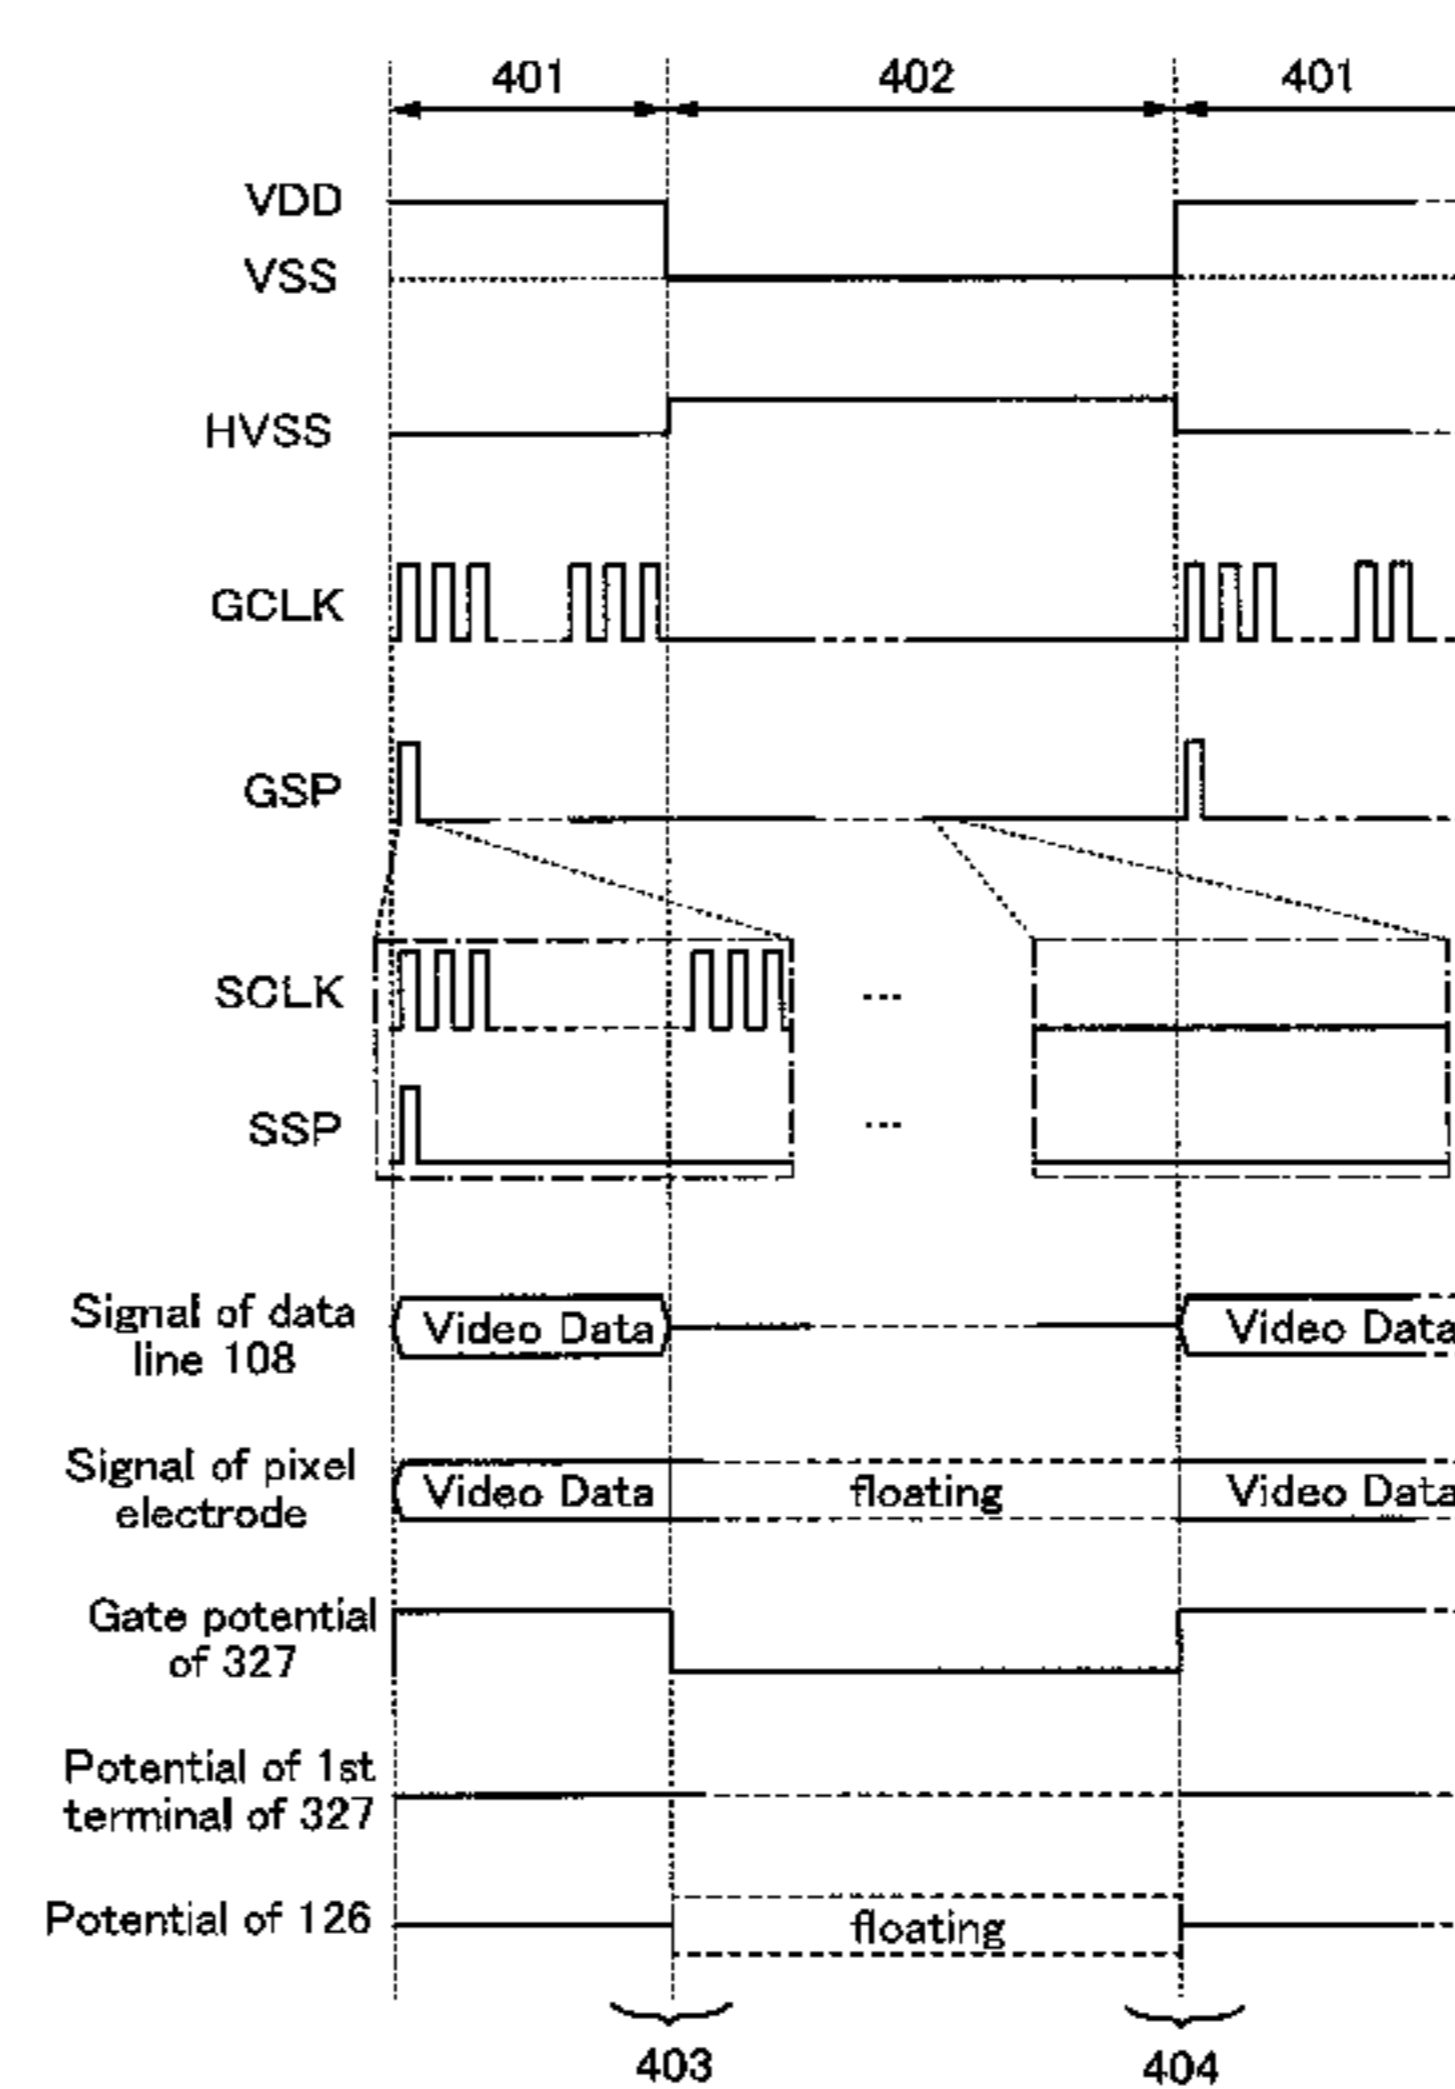 401 402 401
VDD
VSS
HVSS
GCLK
GSP
SCLK ...
SSP ...
Signal of data
line 108
Video Data Video Data
Signal of pixel
electrode
Video Data floating Video Data
Gate potential
of 327
Potential of 1st
terminal of 327
Potential of 126 floating
403 404